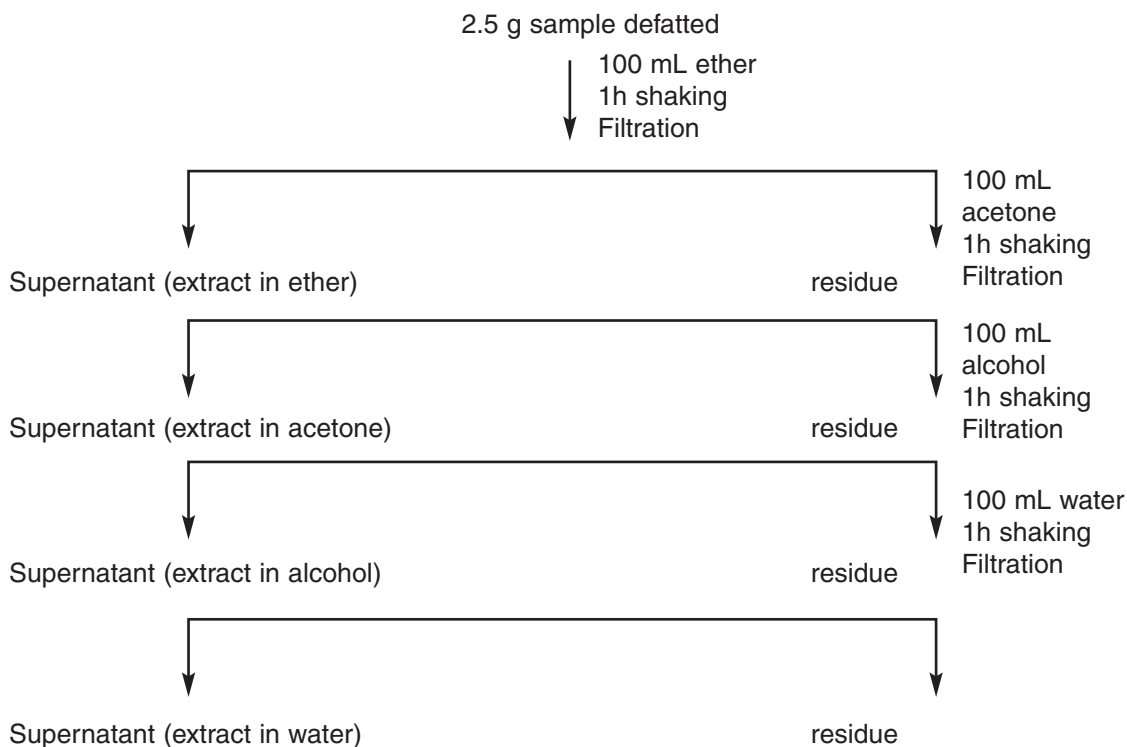 2.5 g sample defatted
100 mL ether
1h shaking
Filtration
100 mL
acetone
1h shaking
Filtration
Supernatant (extract in ether)
residue
100 mL
alcohol
1h shaking
Filtration
Supernatant (extract in acetone)
residue
100 mL water
1h shaking
Filtration
Supernatant (extract in alcohol)
residue
Supernatant (extract in water)
residue